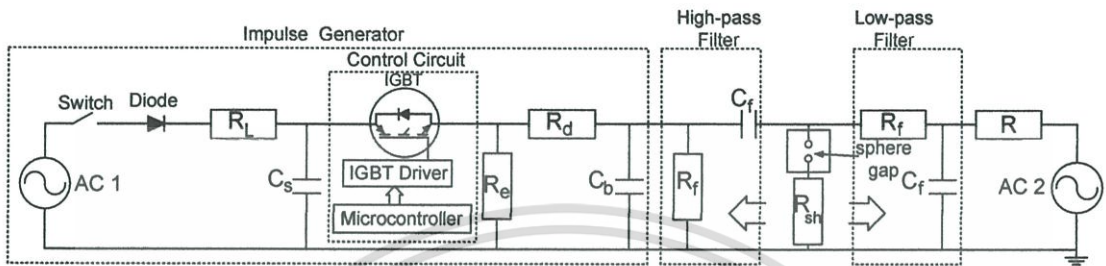 High-pass
Filter
Low-pass
Filter
Impulse Generator
Control Circuit
IGBT
Switch
Diode
R_L
C_s
IGBT Driver
Microcontroller
R_e
R_d
C_b
R_f
C_f
sphere
gap
R_sh
R_f
C_f
R
AC 1
AC 2